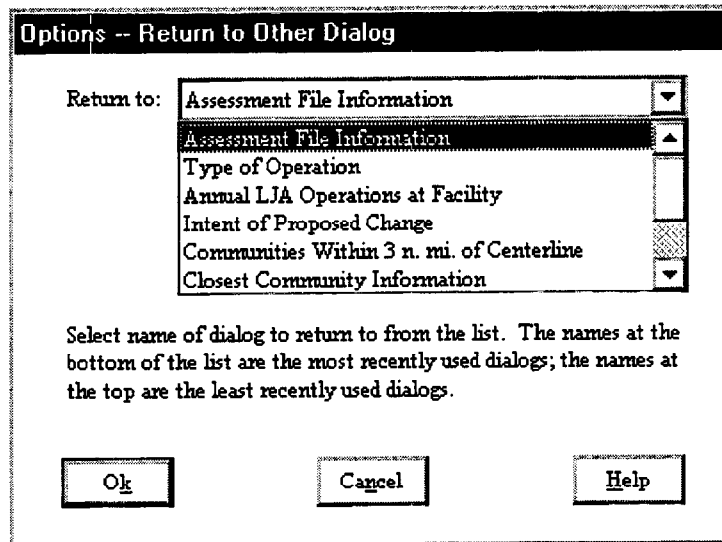 Options -- Return to Other Dialog
Return to: Assessment File Information
Assessment File Information
Type of Operation
Annual LJA Operations at Facility
Intent of Proposed Change
Communities Within 3 n. mi. of Centerline
Closest Community Information
Select name of dialog to return to from the list. The names at the
bottom of the list are the most recently used dialogs; the names at
the top are the least recently used dialogs.
Ok Cancel Help